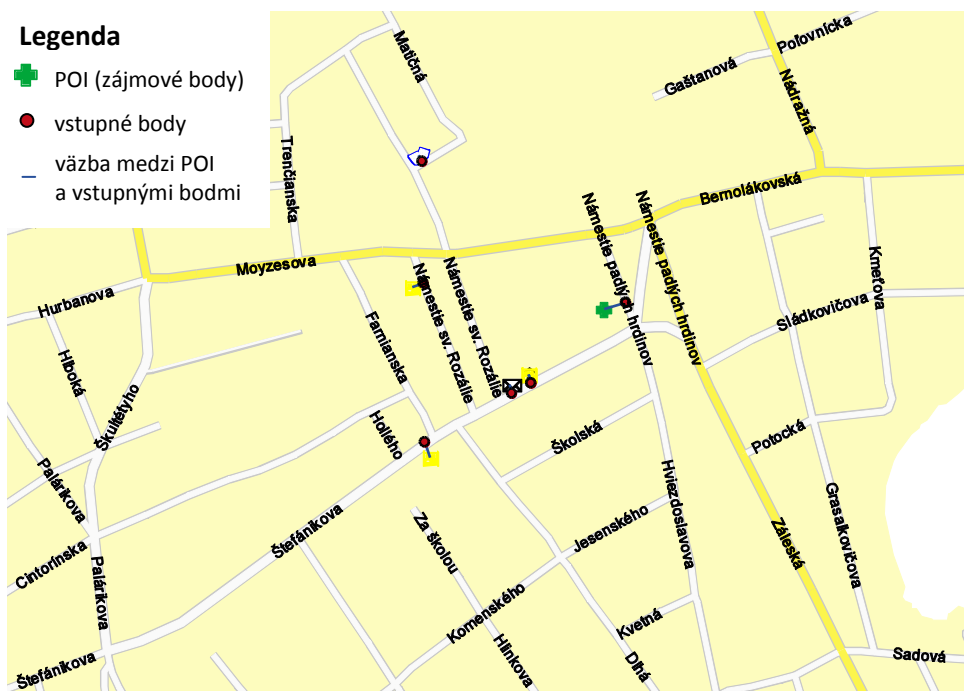 Legenda
POI (zájmové body)
vstupné body
väzba medzi POI
a vstupnými bodmi
Matičná
Poľovnícka
Gaštanová
Nádražná
Trenčianska
Bernolákovská
Námestie padlých hrdinov
Námestie padlých hrdinov
Moyzesova
Námestie sv. Rozálie
Námestie sv. Rozálie
Kmeťova
Hurbanova
Sládkovičova
Farnianska
Hlboká
Škultétyho
Hollého
Školská
Potocká
Palárikova
Hviezdoslavova
Grasalkovičova
Štefánikova
Za školou
Jesenského
Záleská
Cintorínska
Palárikova
Komenského
Kvetná
Hlinkova
Dlhá
Sadová
Štefánikova